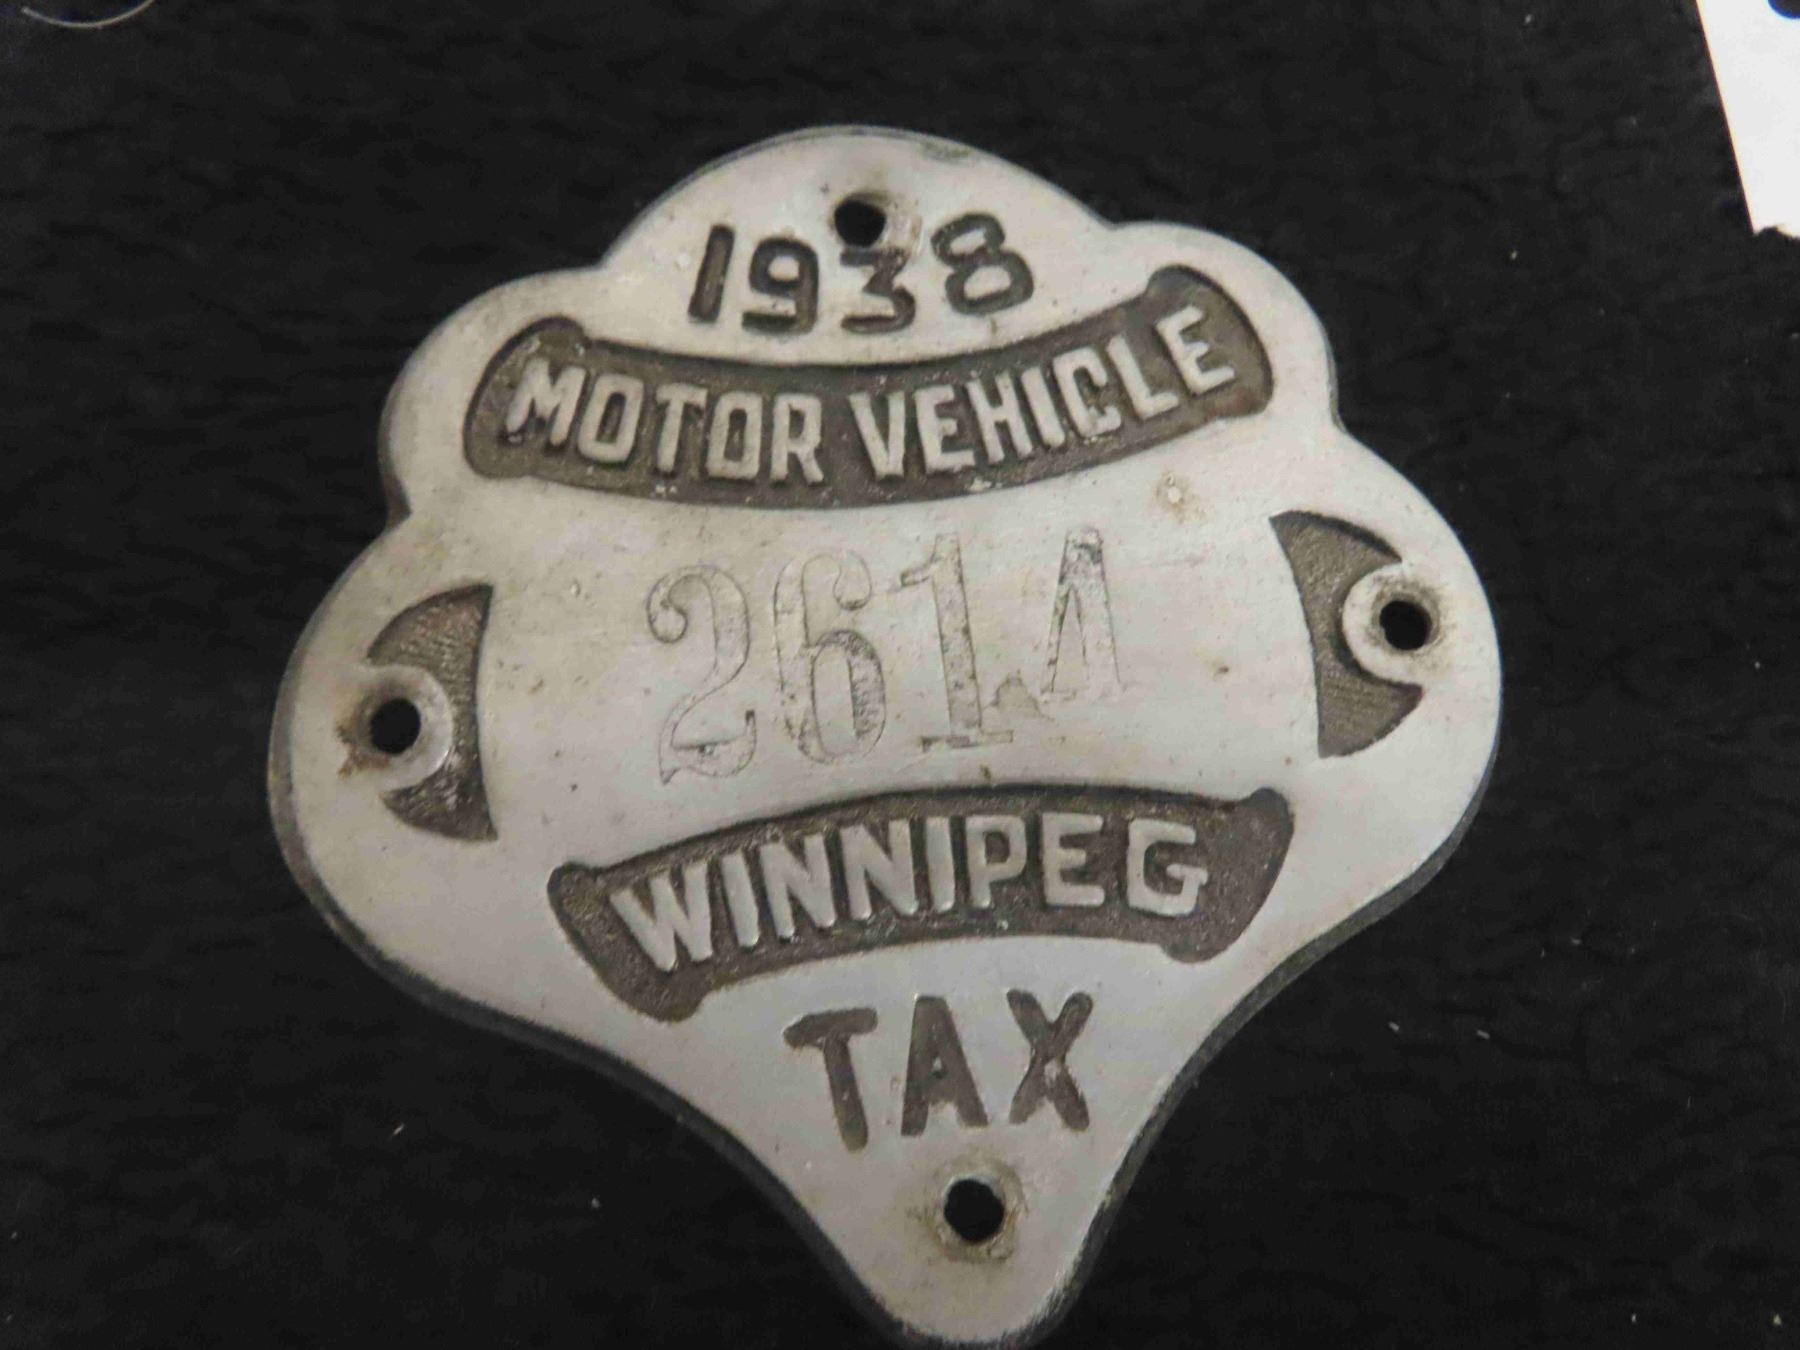 1938
MOTOR VEHICLE
261A
WINNIPEG
TAX